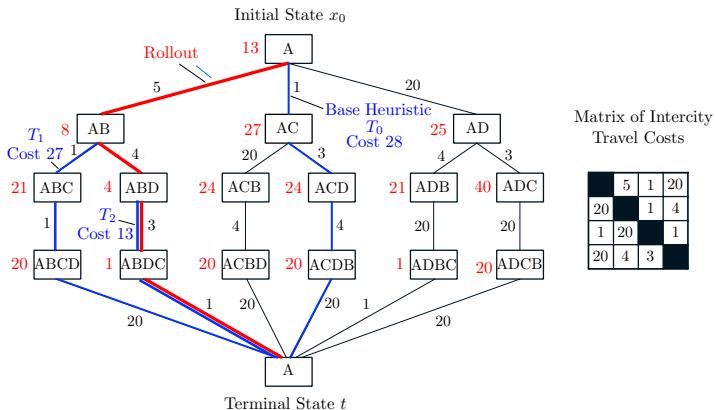 Initial State x₀
13 A
Rollout
5 1 20
Base Heuristic
T₀
Cost 28
Matrix of Intercity
Travel Costs
8 AB 27 AC 25 AD
T₁
Cost 27
1 4 20 3 4 3
21 ABC 4 ABD 24 ACB 24 ACD 21 ADB 40 ADC
5 1 20
20 1 4
1 20 1
20 4 3
T₂
Cost 13
1 3 4 4 20 20
20 ABCD 1 ABDC 20 ACBD 20 ACDB 1 ADBC 20 ADCB
20 1 20 20 1 20
A
Terminal State t